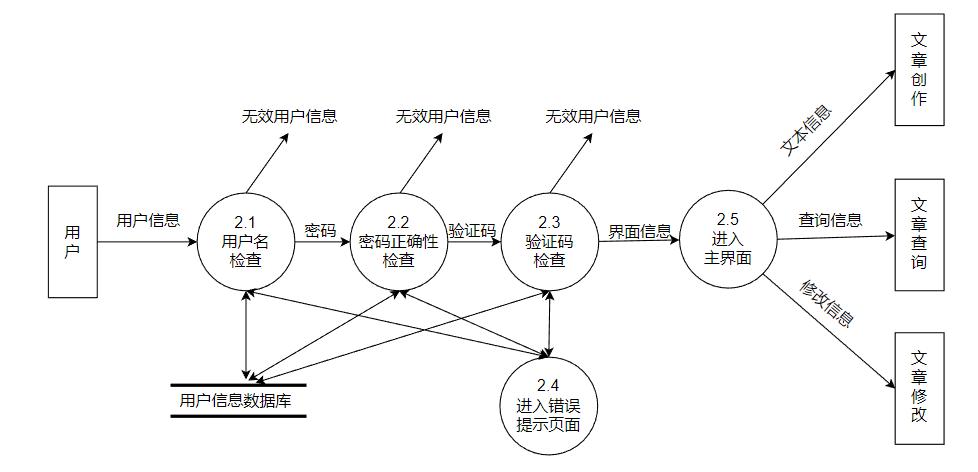 文
章
创
作
文本信息
无效用户信息
无效用户信息
无效用户信息
用
户
用户信息
2.1
用户名
检查
密码
2.2
密码正确性
检查
验证码
2.3
验证码
检查
界面信息
2.5
进入
主界面
查询信息
文
章
查
询
修改信息
用户信息数据库
2.4
进入错误
提示页面
文
章
修
改